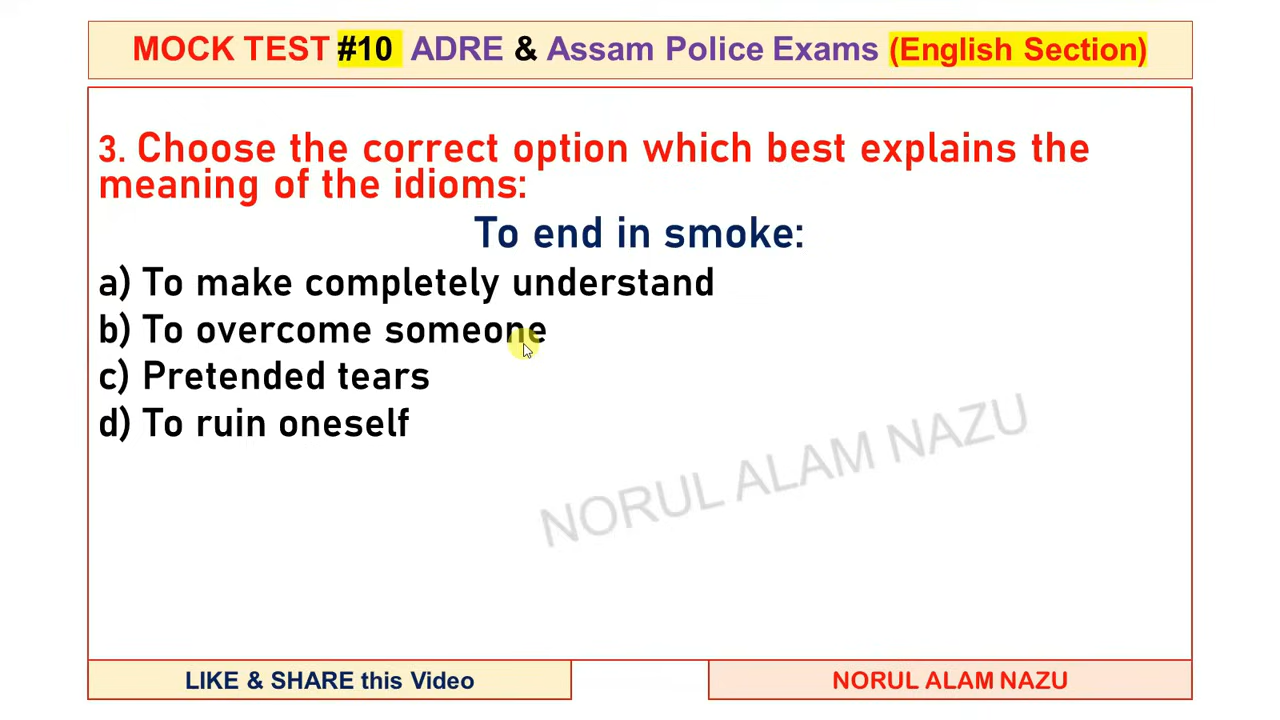 MOCK TEST #10 ADRE & Assam Police Exams (English Section)
3. Choose the correct option which best explains the
meaning of the idioms:
To end in smoke:
a) To make completely understand
b) To overcome someone
c) Pretended tears
d) To ruin oneself
NORUL ALAM NAZU
LIKE & SHARE this Video
NORUL ALAM NAZU